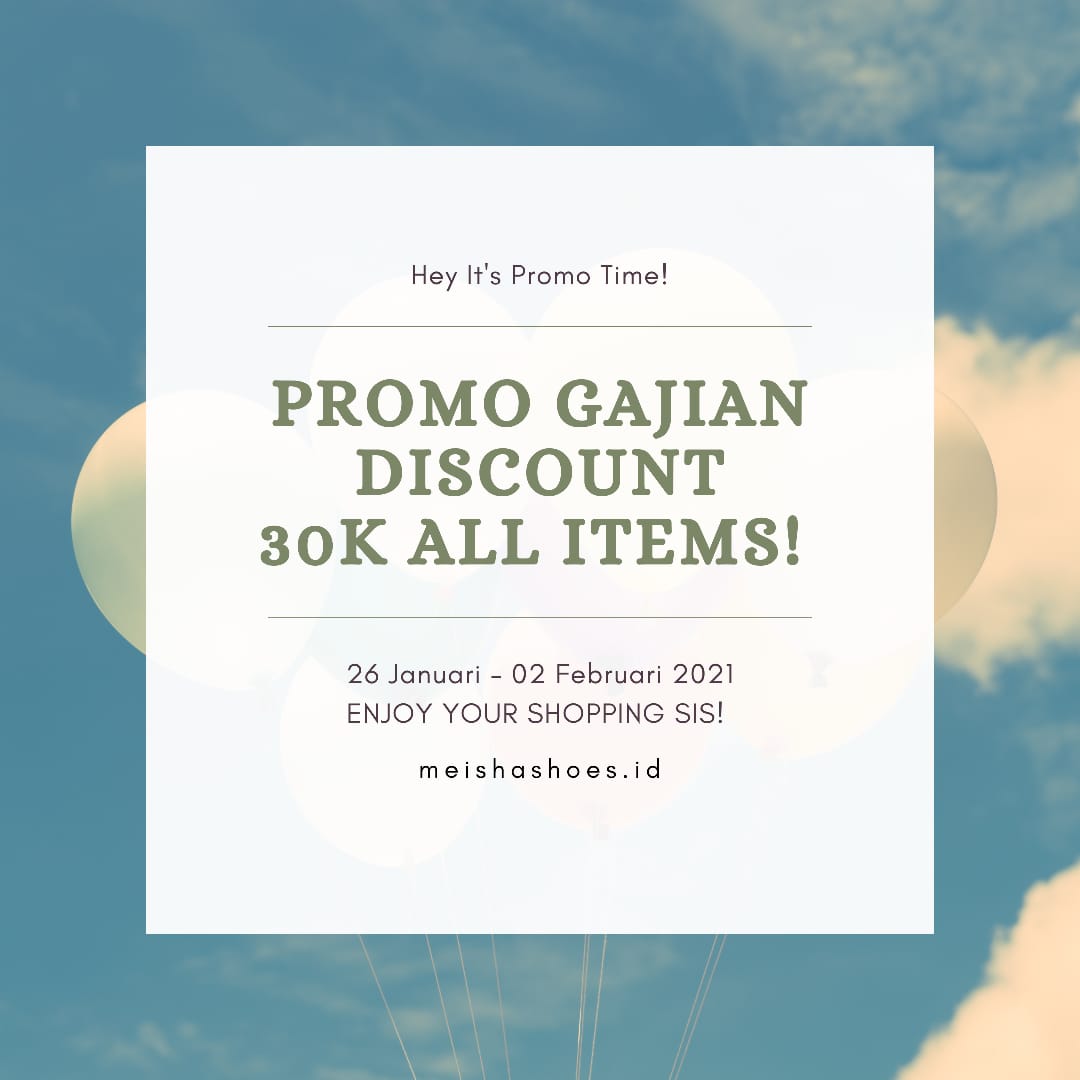 Hey It's Promo Time!
PROMO GAJIAN
DISCOUNT
30K ALL ITEMS!
26 Januari - 02 Februari 2021
ENJOY YOUR SHOPPING SIS!
meishashoes.id